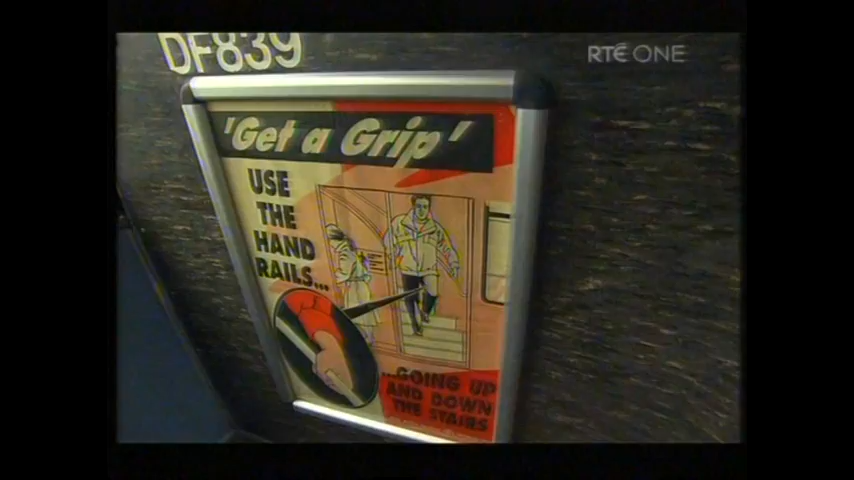 DF839
RTÉ ONE
'Get a Grip'
USE
THE
HAND
RAILS...
...GOING UP
AND DOWN
THE STAIRS